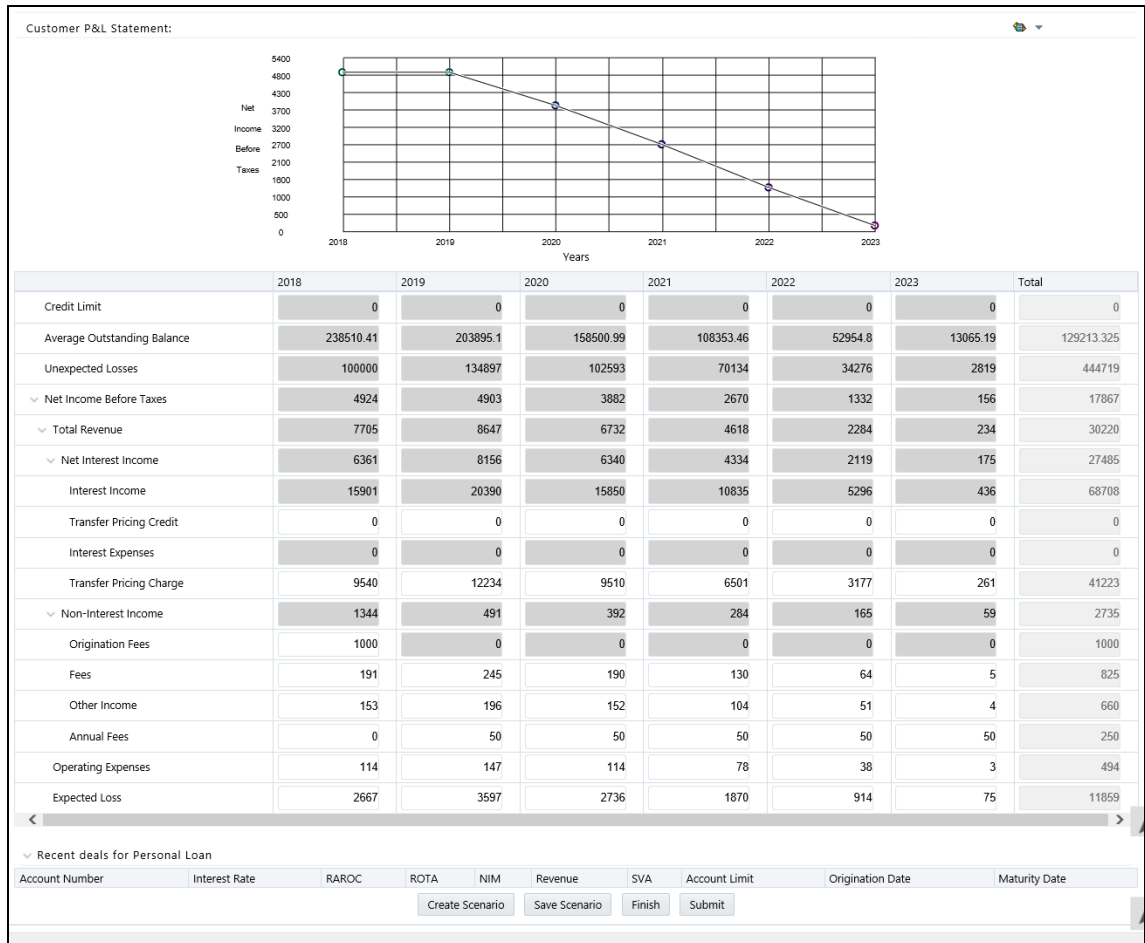 Customer P&L Statement:
5400
4800
4300
Net
3700
Income
3200
Before
2700
Taxes
2100
1600
1000
500
0
2018 2019 2020 2021 2022 2023
Years
2018 2019 2020 2021 2022 2023 Total
Credit Limit 0 0 0 0 0 0 0
Average Outstanding Balance 238510.41 203895.1 158500.99 108353.46 52954.8 13065.19 129213.325
Unexpected Losses 100000 134897 102593 70134 34276 2819 444719
Net Income Before Taxes 4924 4903 3882 2670 1332 156 17867
Total Revenue 7705 8647 6732 4618 2284 234 30220
Net Interest Income 6361 8156 6340 4334 2119 175 27485
Interest Income 15901 20390 15850 10835 5296 436 68708
Transfer Pricing Credit 0 0 0 0 0 0 0
Interest Expenses 0 0 0 0 0 0 0
Transfer Pricing Charge 9540 12234 9510 6501 3177 261 41223
Non-Interest Income 1344 491 392 284 165 59 2735
Origination Fees 1000 0 0 0 0 0 1000
Fees 191 245 190 130 64 5 825
Other Income 153 196 152 104 51 4 660
Annual Fees 0 50 50 50 50 50 250
Operating Expenses 114 147 114 78 38 3 494
Expected Loss 2667 3597 2736 1870 914 75 11859
Recent deals for Personal Loan
Account Number Interest Rate RAROC ROTA NIM Revenue SVA Account Limit Origination Date Maturity Date
Create Scenario Save Scenario Finish Submit